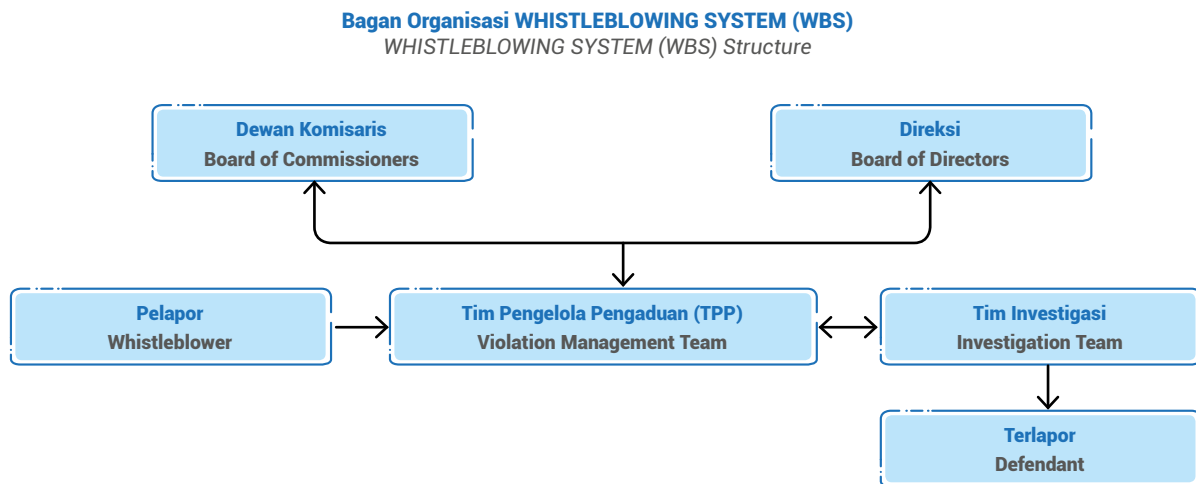 Bagan Organisasi WHISTLEBLOWING SYSTEM (WBS)
WHISTLEBLOWING SYSTEM (WBS) Structure
Dewan Komisaris
Board of Commissioners
Direksi
Board of Directors
Pelapor
Whistleblower
Tim Pengelola Pengaduan (TPP)
Violation Management Team
Tim Investigasi
Investigation Team
Terlapor
Defendant